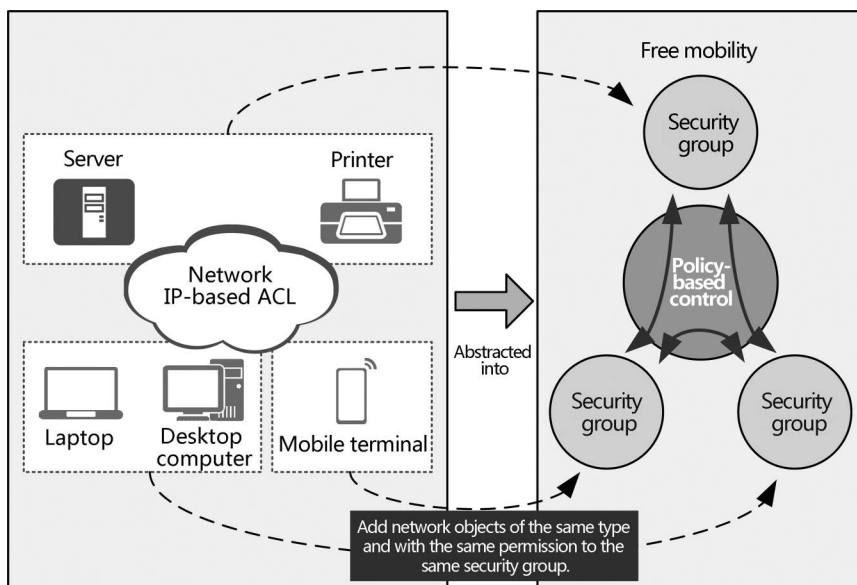 Free mobility
Server
Printer
Network
IP-based ACL
Laptop
Desktop
computer
Mobile terminal
Abstracted
into
Security
group
Policy-
based
control
Security
group
Security
group
Add network objects of the same type
and with the same permission to the
same security group.